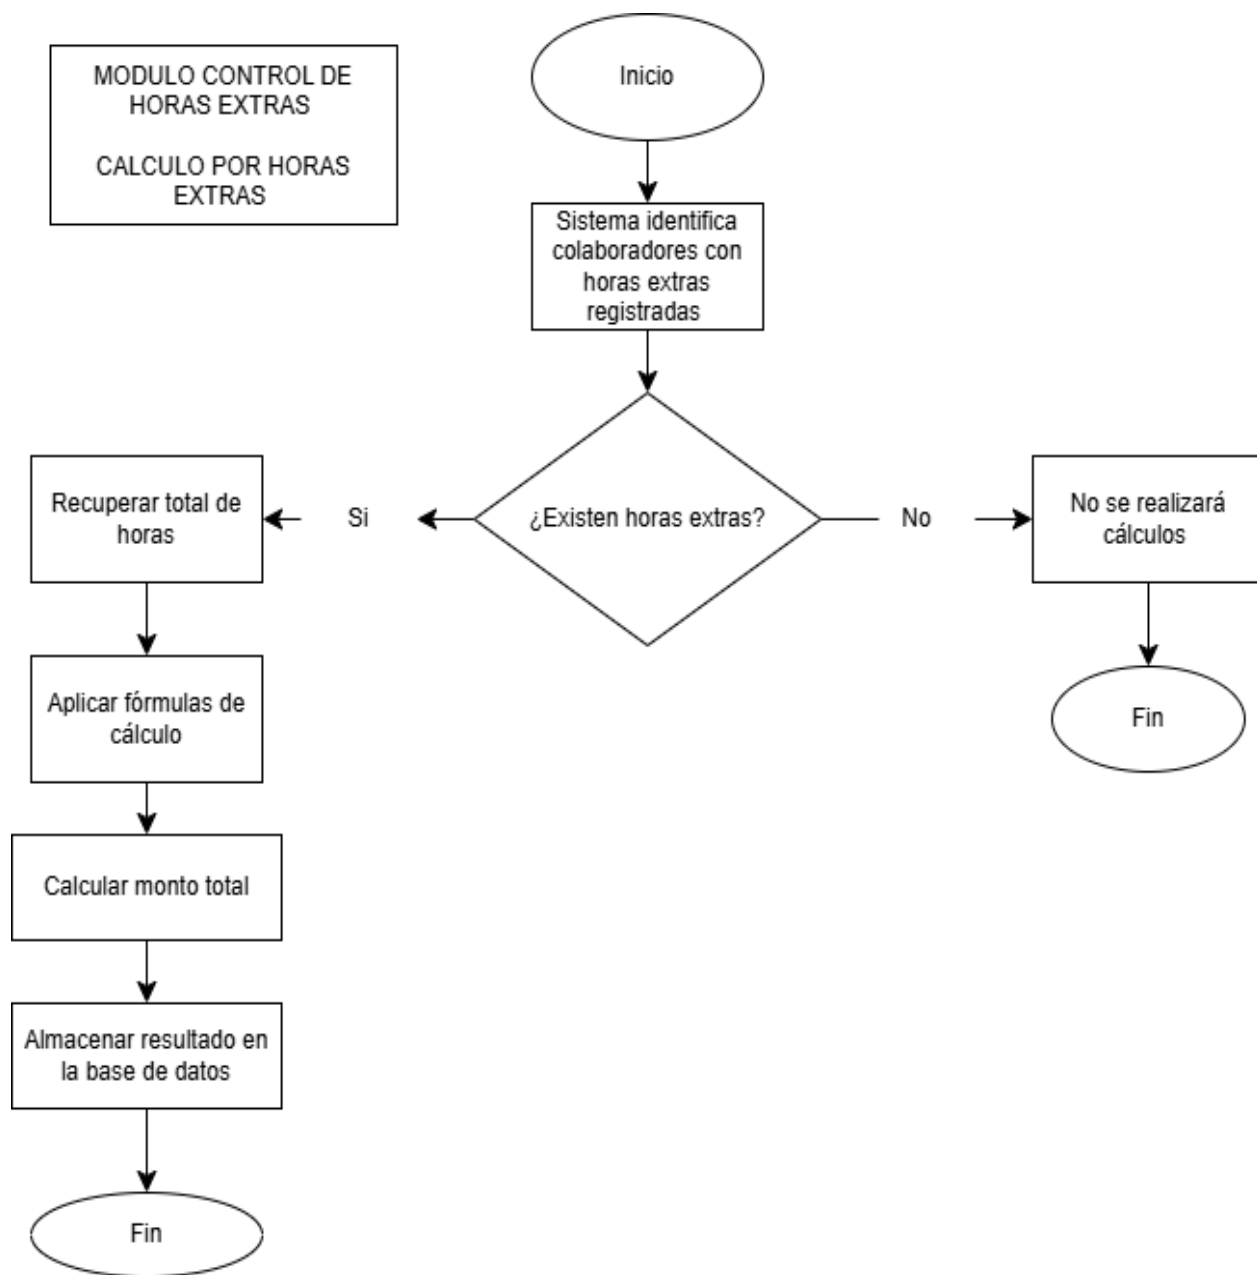 MODULO CONTROL DE
HORAS EXTRAS
CALCULO POR HORAS
EXTRAS
Inicio
Sistema identifica
colaboradores con
horas extras
registradas
¿Existen horas extras?
Si
No
Recuperar total de
horas
No se realizará
cálculos
Aplicar fórmulas de
cálculo
Fin
Calcular monto total
Almacenar resultado en
la base de datos
Fin